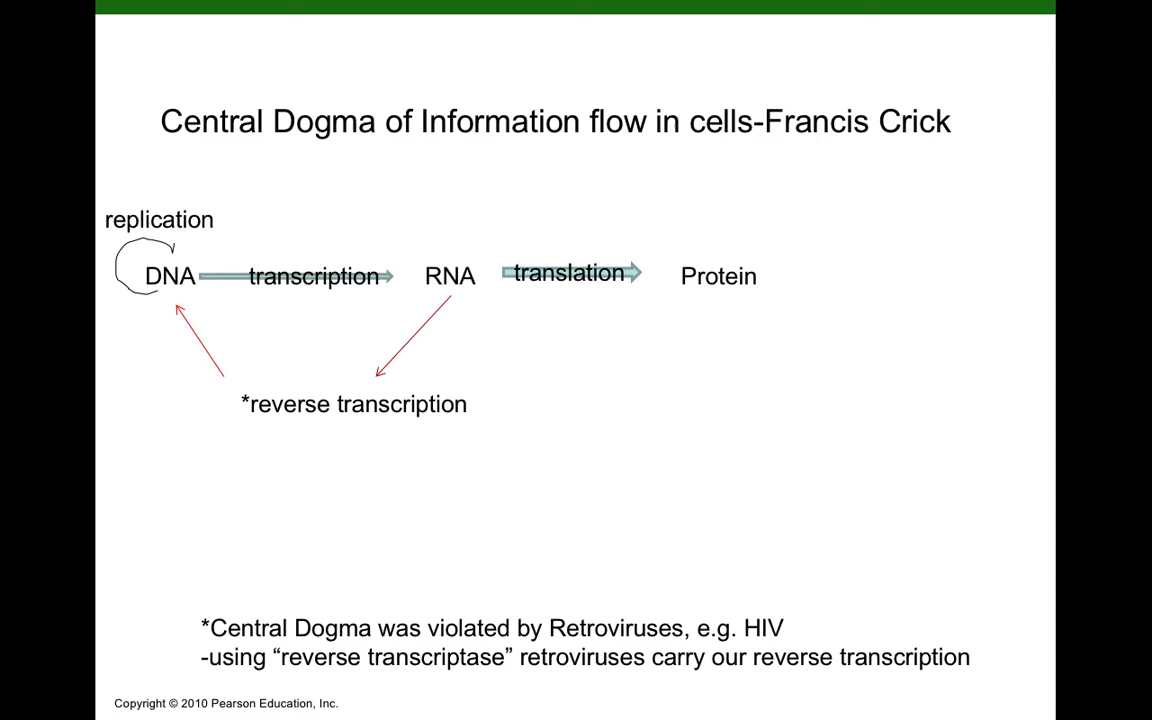 Central Dogma of Information flow in cells-Francis Crick
replication
DNA transcription RNA translation Protein
*reverse transcription
*Central Dogma was violated by Retroviruses, e.g. HIV
-using “reverse transcriptase” retroviruses carry our reverse transcription
Copyright © 2010 Pearson Education, Inc.